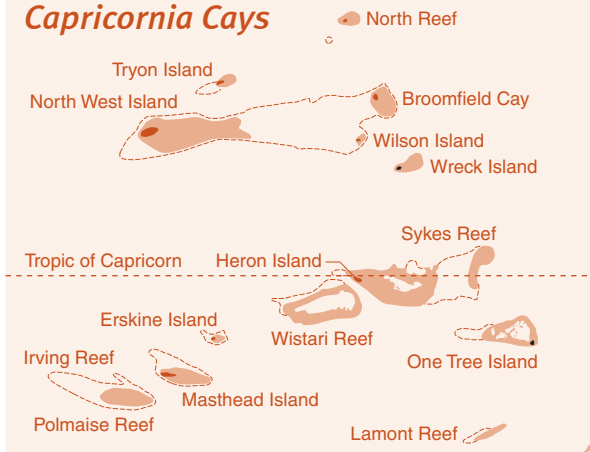 Capricornia Cays
North Reef
Tryon Island
North West Island
Broomfield Cay
Wilson Island
Wreck Island
Sykes Reef
Tropic of Capricorn
Heron Island
Erskine Island
Wistari Reef
Irving Reef
One Tree Island
Masthead Island
Polmaise Reef
Lamont Reef